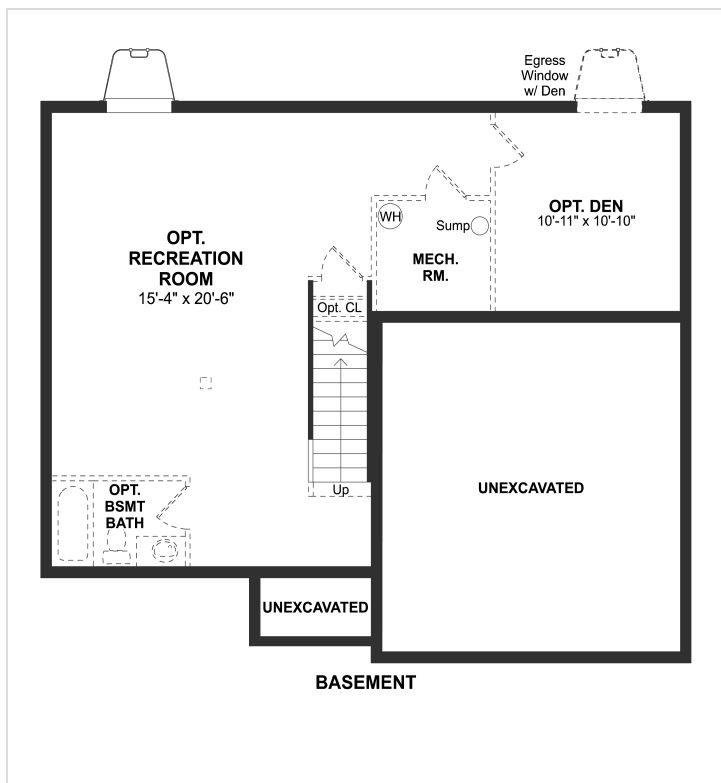 Egress
Window
w/ Den
OPT. DEN
10'-11" x 10'-10"
WH
Sump
MECH.
RM.
OPT.
RECREATION
ROOM
15'-4" x 20'-6"
Opt. CL
Up
OPT.
BSMT
BATH
UNEXCAVATED
UNEXCAVATED
BASEMENT